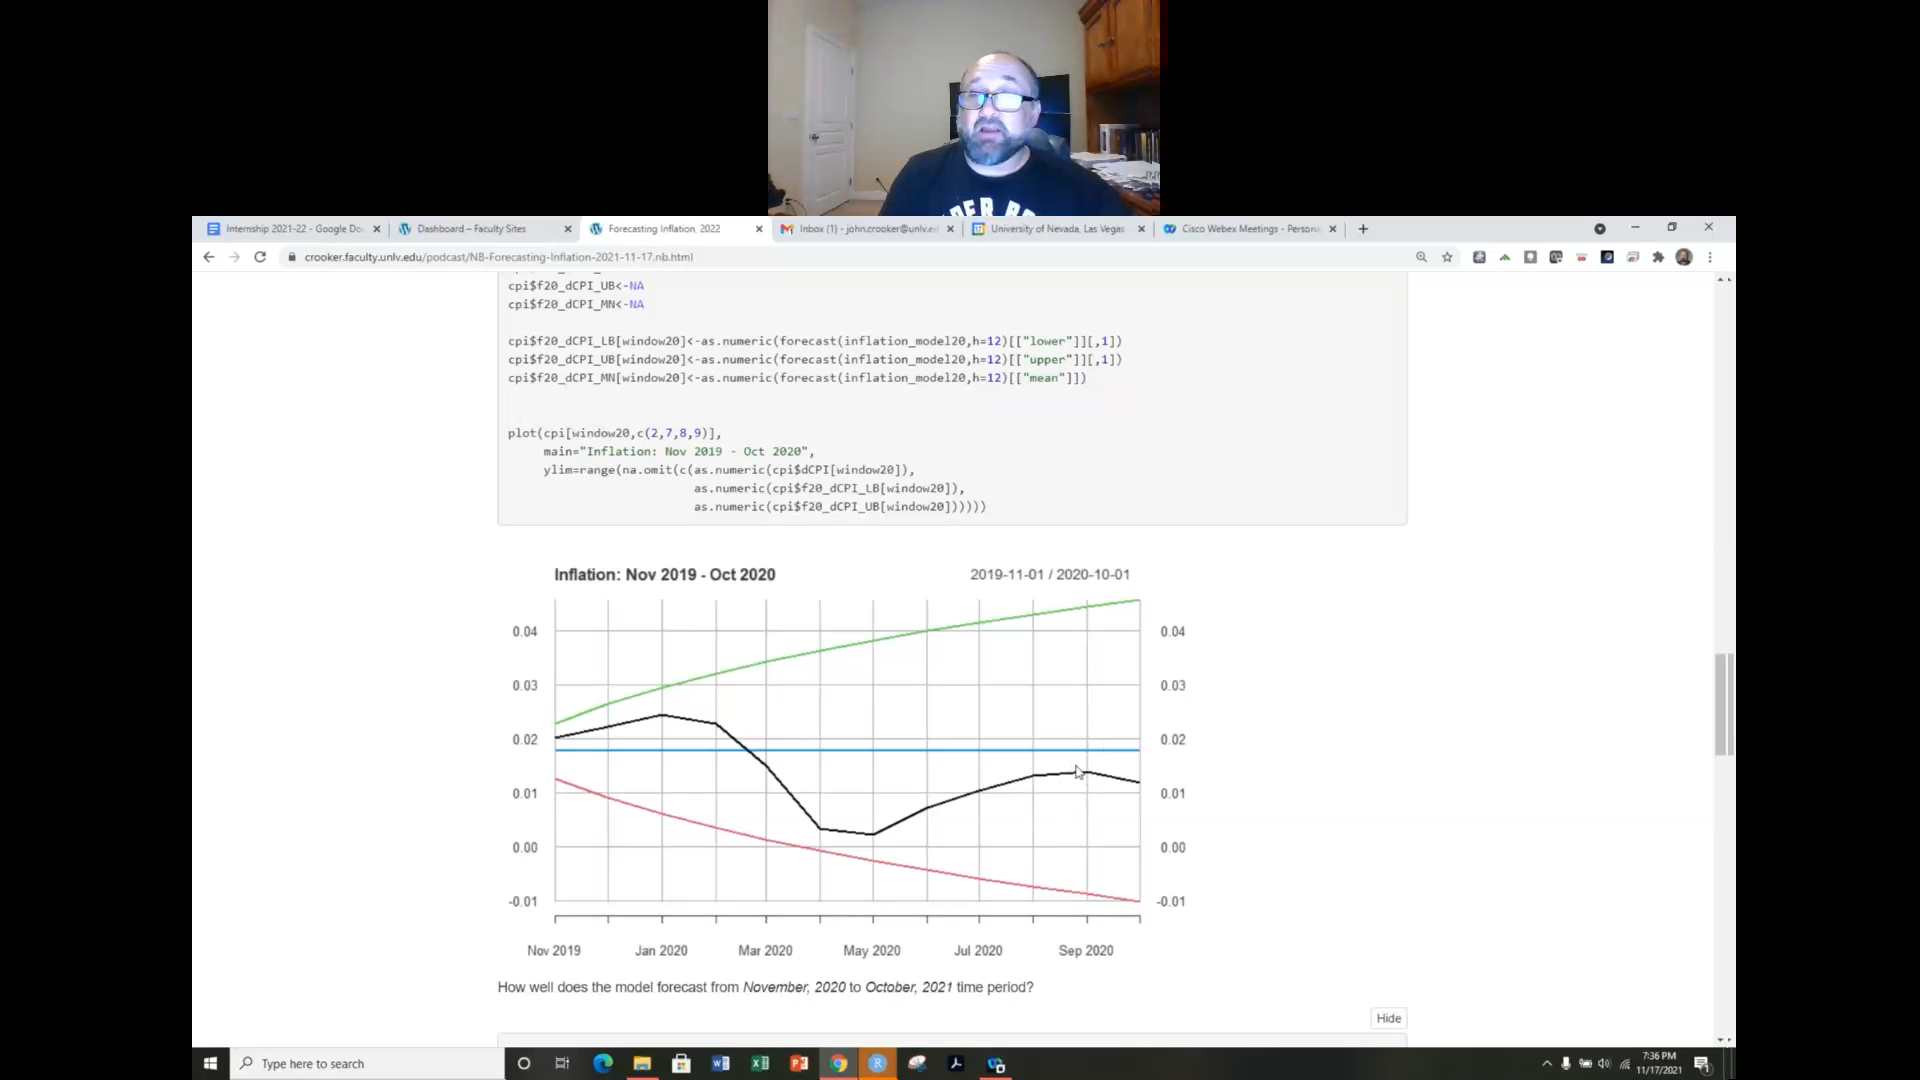 Internship 2021-22 - Google Do
Dashboard – Faculty Sites
Forecasting Inflation, 2022
Inbox (1) - john.crooker@unlv.ed
University of Nevada, Las Vegas
Cisco Webex Meetings - Persona
crooker.faculty.unlv.edu/podcast/NB-Forecasting-Inflation-2021-11-17.nb.html
cpi$f20_dCPI_UB<-NA
cpi$f20_dCPI_MN<-NA
cpi$f20_dCPI_LB[window20]<-as.numeric(forecast(inflation_model20,h=12)[["lower"]][,1])
cpi$f20_dCPI_UB[window20]<-as.numeric(forecast(inflation_model20,h=12)[["upper"]][,1])
cpi$f20_dCPI_MN[window20]<-as.numeric(forecast(inflation_model20,h=12)[["mean"]])
plot(cpi[window20,c(2,7,8,9)],
main="Inflation: Nov 2019 - Oct 2020",
ylim=range(na.omit(c(as.numeric(cpi$dCPI[window20]),
as.numeric(cpi$f20_dCPI_LB[window20]),
as.numeric(cpi$f20_dCPI_UB[window20])))))
Inflation: Nov 2019 - Oct 2020
2019-11-01 / 2020-10-01
0.04 0.04
0.03 0.03
0.02 0.02
0.01 0.01
0.00 0.00
-0.01 -0.01
Nov 2019 Jan 2020 Mar 2020 May 2020 Jul 2020 Sep 2020
How well does the model forecast from November, 2020 to October, 2021 time period?
Hide
Type here to search
7:36 PM
11/17/2021